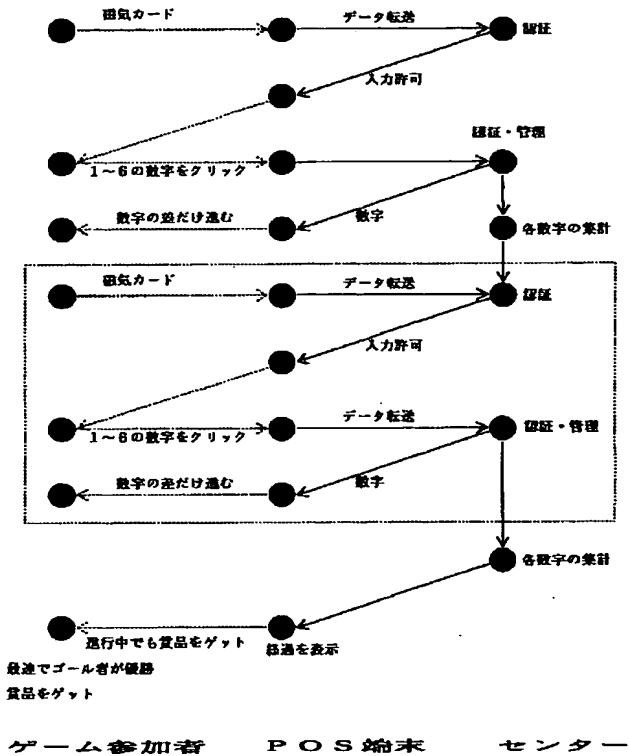 磁気カード
データ転送
認証
入力許可
認証・管理
1～6の数字をクリック
数字の差だけ進む
数字
各数字の集計
磁気カード
データ転送
認証
入力許可
データ転送
認証・管理
1～6の数字をクリック
数字の差だけ進む
数字
各数字の集計
進行中でも賞品をゲット
経過を表示
最速でゴール者が優勝
賞品をゲット
ゲーム参加者 POS端末 センター